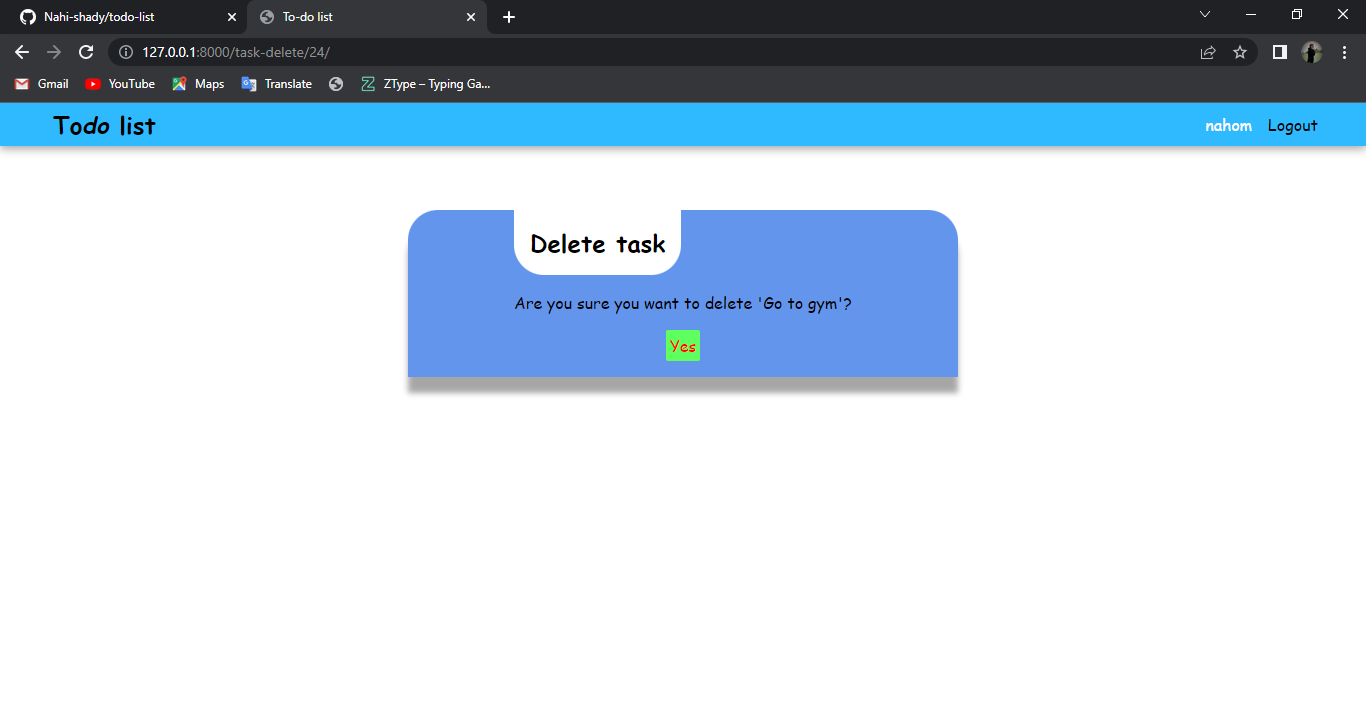 Nahi-shady/todo-list To-do list
127.0.0.1:8000/task-delete/24/
Gmail YouTube Maps Translate ZType – Typing Ga...
Todo list nahom Logout
Delete task
Are you sure you want to delete 'Go to gym'?
Yes